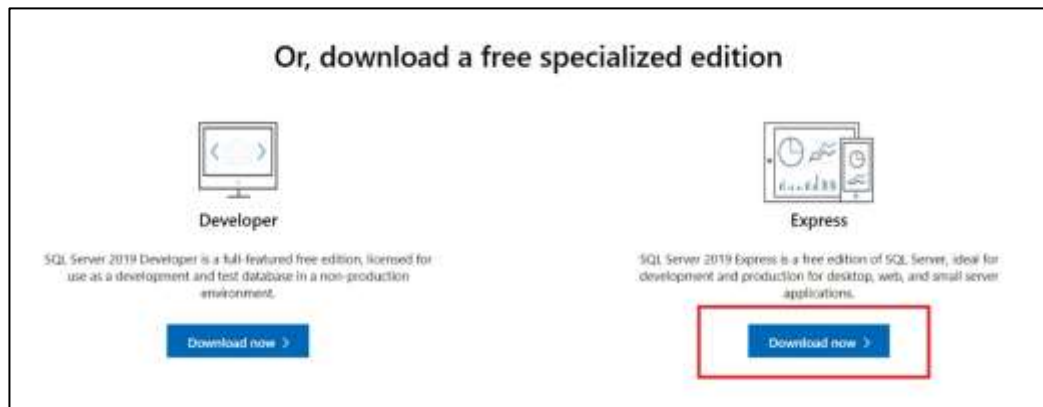 Or, download a free specialized edition
Developer
SQL Server 2019 Developer is a full-featured free edition, licensed for
use as a development and test database in a non-production
environment.
Download now >
Express
SQL Server 2019 Express is a free edition of SQL Server, ideal for
development and production for desktop, web, and small server
applications.
Download now >